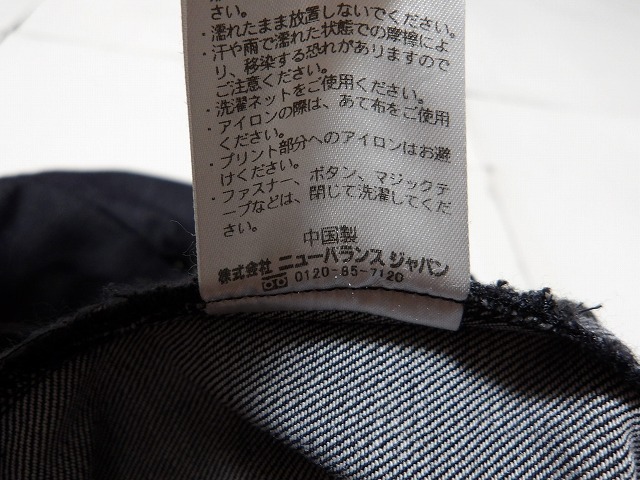 さい。
・濡れたまま放置しないでください。
・汗や雨で濡れた状態での摩擦によ
り、移染する恐れがありますので
ご注意ください。
・洗濯ネットをご使用ください。
・アイロンの際は、あて布をご使用
ください。
・プリント部分へのアイロンはお避
けください。
・ファスナー、ボタン、マジックテ
ープなどは、閉じて洗濯してくだ
さい。
中国製
株式会社 ニューバランス ジャパン
0120-85-7120